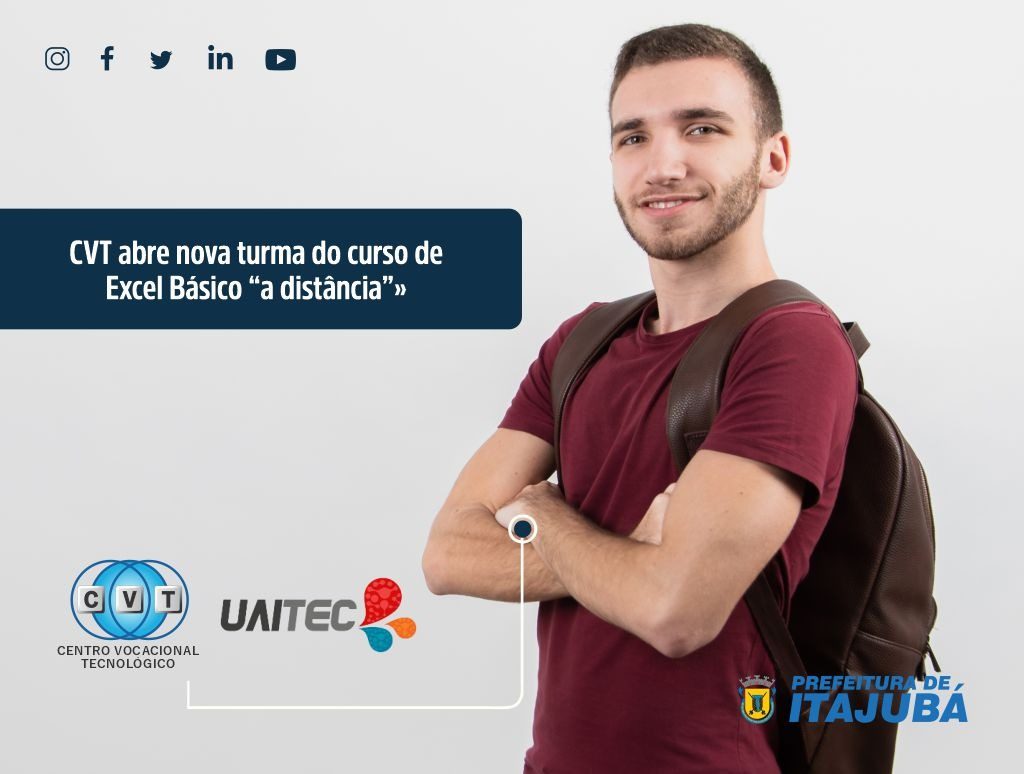 CVT abre nova turma do curso de
Excel Básico “a distância”»
C V T
CENTRO VOCACIONAL
TECNOLÓGICO
UAITEC
PREFEITURA DE
ITAJUBÁ